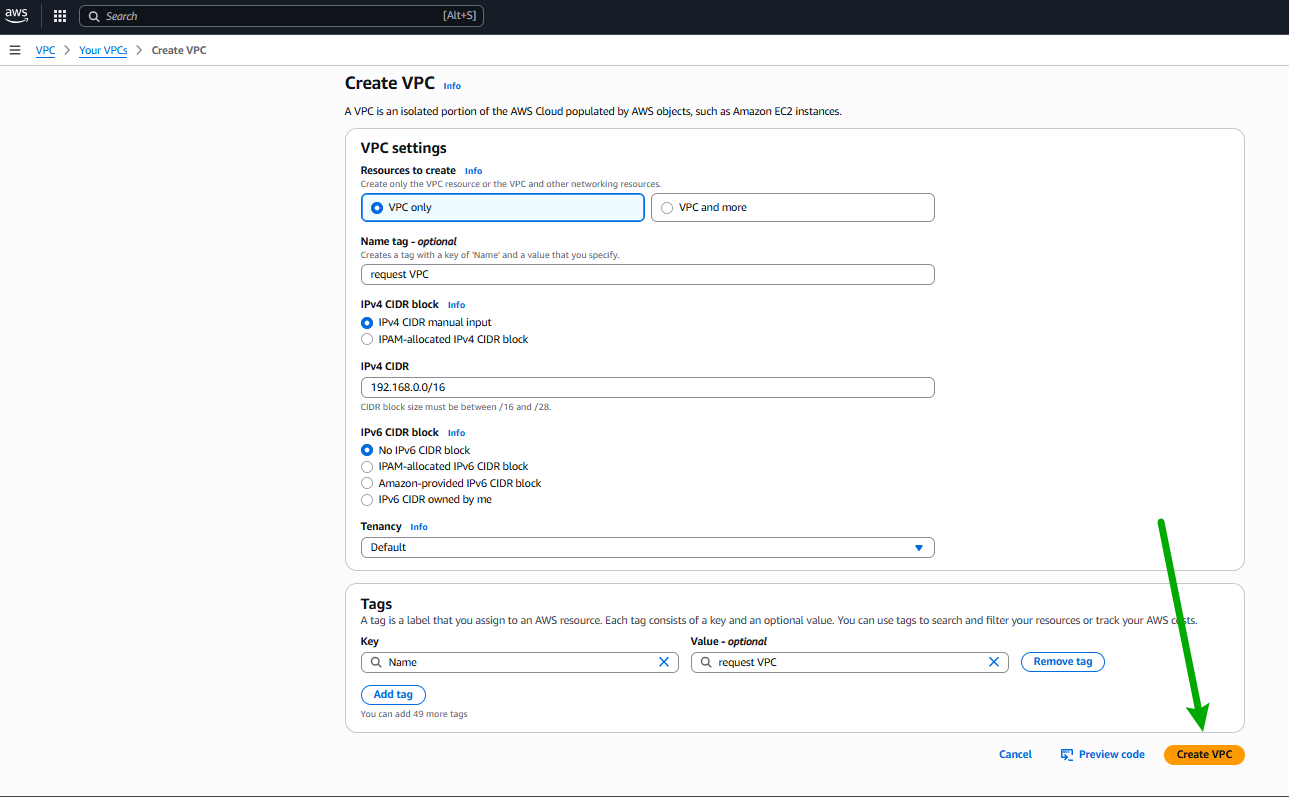 aws Search [Alt+S]
VPC > Your VPCs > Create VPC
Create VPC Info
A VPC is an isolated portion of the AWS Cloud populated by AWS objects, such as Amazon EC2 instances.
VPC settings
Resources to create Info
Create only the VPC resource or the VPC and other networking resources.
VPC only VPC and more
Name tag - optional
Creates a tag with a key of 'Name' and a value that you specify.
request VPC
IPv4 CIDR block Info
IPv4 CIDR manual input
IPAM-allocated IPv4 CIDR block
IPv4 CIDR
192.168.0.0/16
CIDR block size must be between /16 and /28.
IPv6 CIDR block Info
No IPv6 CIDR block
IPAM-allocated IPv6 CIDR block
Amazon-provided IPv6 CIDR block
IPv6 CIDR owned by me
Tenancy Info
Default
Tags
A tag is a label that you assign to an AWS resource. Each tag consists of a key and an optional value. You can use tags to search and filter your resources or track your AWS costs.
Key Value - optional
Name request VPC Remove tag
Add tag
You can add 49 more tags
Cancel Preview code Create VPC